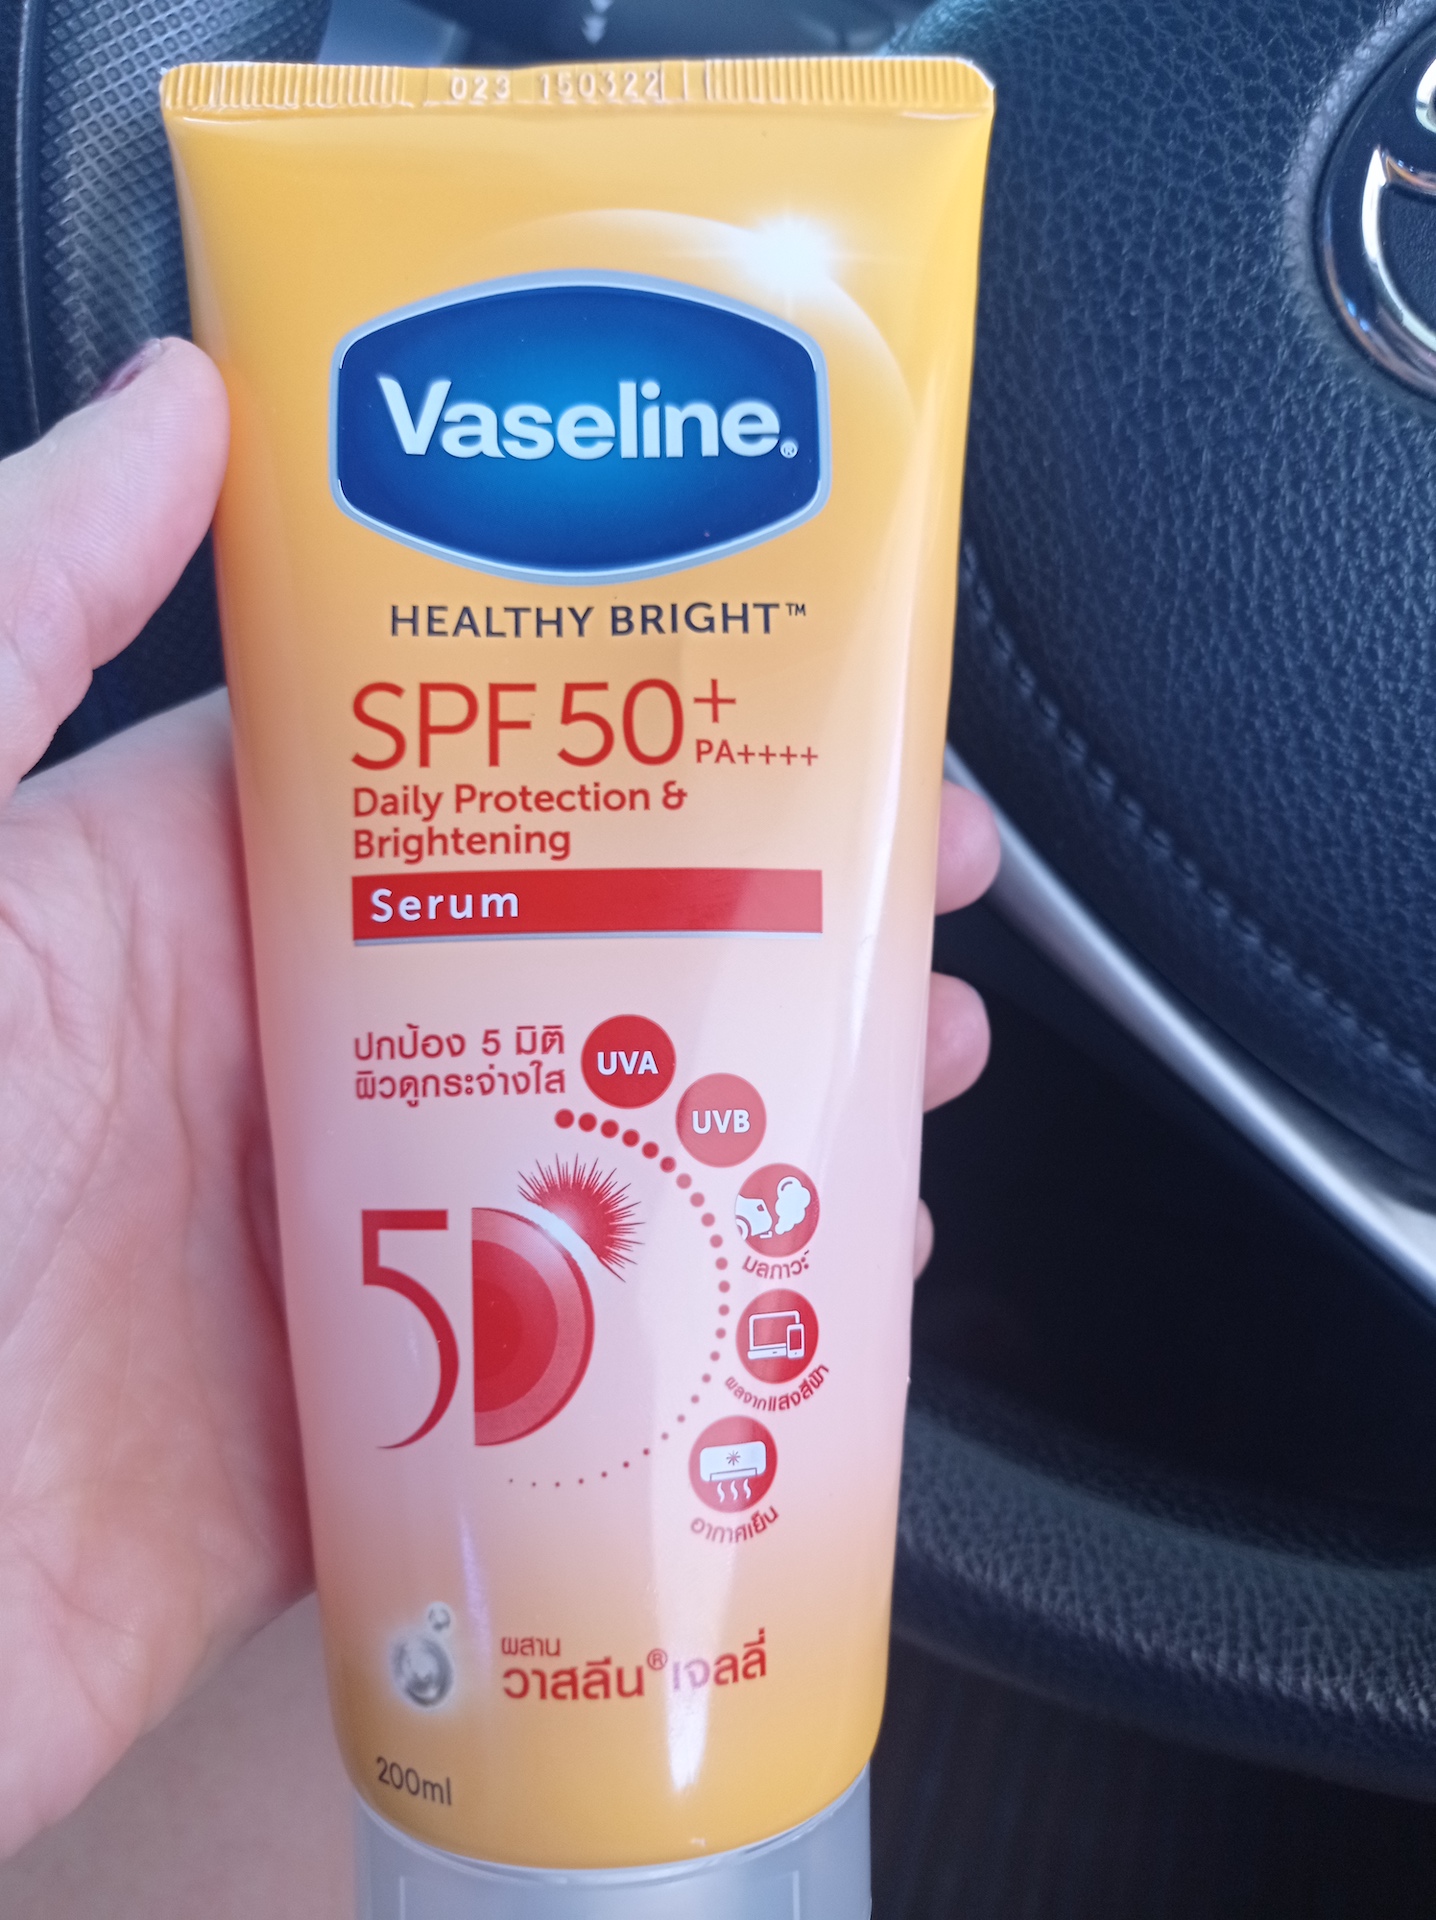 023 150322
Vaseline®
HEALTHY BRIGHT™
SPF 50+
PA++++
Daily Protection &
Brightening
Serum
ปกป้อง 5 มิติ
ผิวดูกระจ่างใส
UVA
UVB
มลภาวะ
ผลจากแสงสีฟ้า
อากาศเย็น
5D
ผสาน
วาสลีน® เจลลี่
200ml